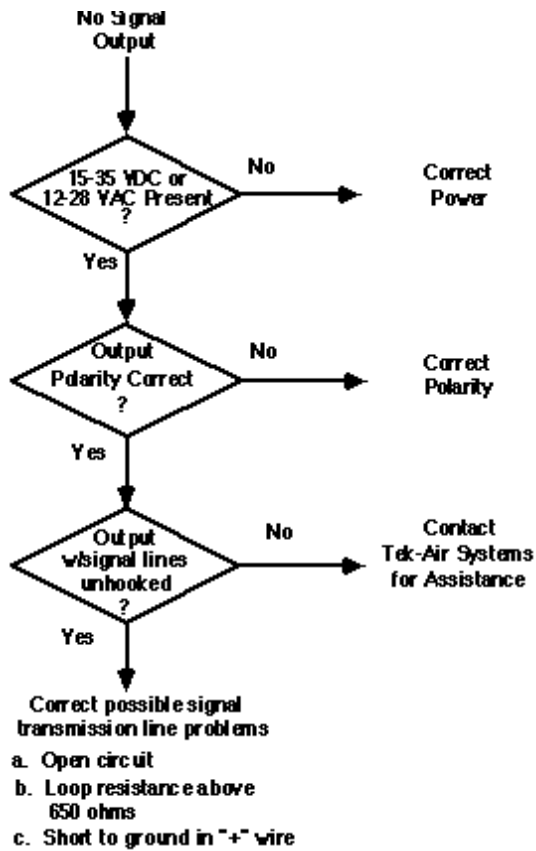 No Signal
Output
15-35 VDC or
12-28 VAC Present
?
No
Correct
Power
Yes
Output
Polarity Correct
?
No
Correct
Polarity
Yes
Output
w/signal lines
unhooked
?
No
Contact
Tek-Air Systems
for Assistance
Yes
Correct possible signal
transmission line problems
a. Open circuit
b. Loop resistance above
650 ohms
c. Short to ground in "+" wire